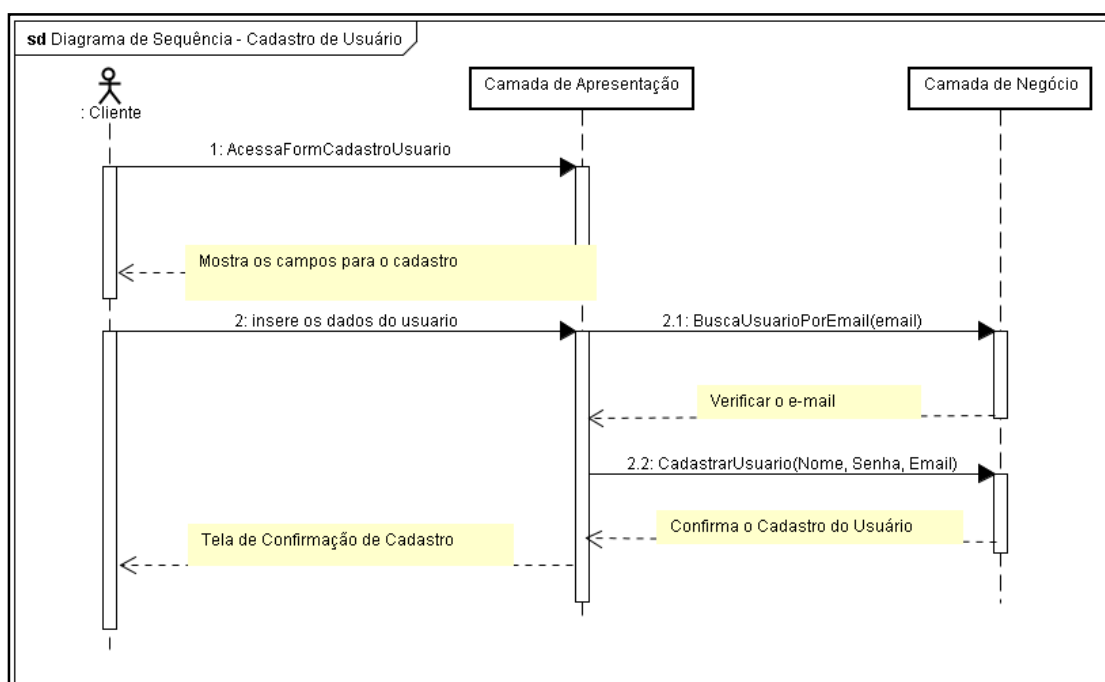 sd Diagrama de Sequência - Cadastro de Usuário
: Cliente
Camada de Apresentação
Camada de Negócio
1: AcessaFormCadastroUsuario
Mostra os campos para o cadastro
2: insere os dados do usuario
2.1: BuscaUsuarioPorEmail(email)
Verificar o e-mail
2.2: CadastrarUsuario(Nome, Senha, Email)
Confirma o Cadastro do Usuário
Tela de Confirmação de Cadastro